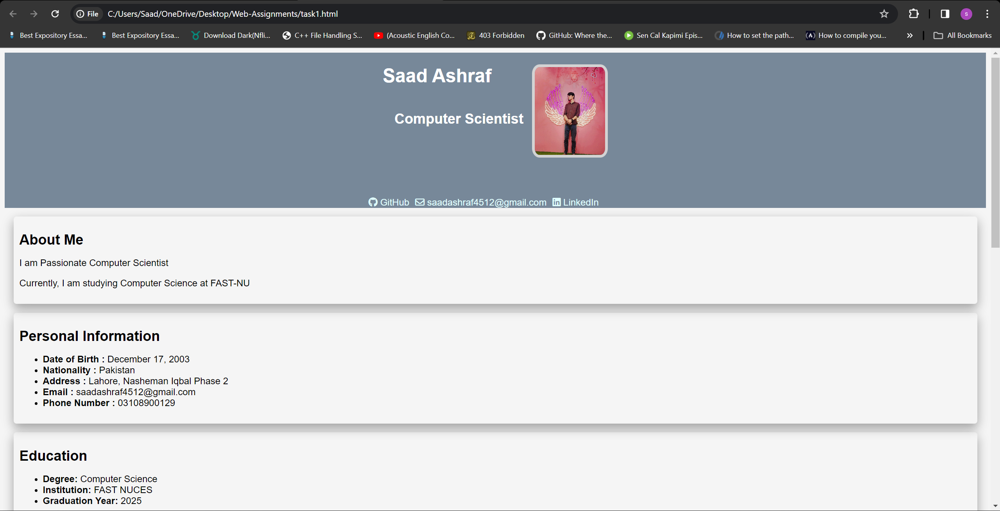 File C:/Users/Saad/OneDrive/Desktop/Web-Assignments/task1.html
S
Best Expository Essa... Best Expository Essa... Download Dark(Nfli... C++ File Handling S... (Acoustic English Co... 403 Forbidden GitHub: Where the... Sen Cal Kapimi Epis... How to set the path... How to compile you... All Bookmarks
Saad Ashraf
Computer Scientist
GitHub saadashraf4512@gmail.com LinkedIn
About Me
I am Passionate Computer Scientist
Currently, I am studying Computer Science at FAST-NU
Personal Information
• Date of Birth : December 17, 2003
• Nationality : Pakistan
• Address : Lahore, Nasheman Iqbal Phase 2
• Email : saadashraf4512@gmail.com
• Phone Number : 03108900129
Education
• Degree: Computer Science
• Institution: FAST NUCES
• Graduation Year: 2025